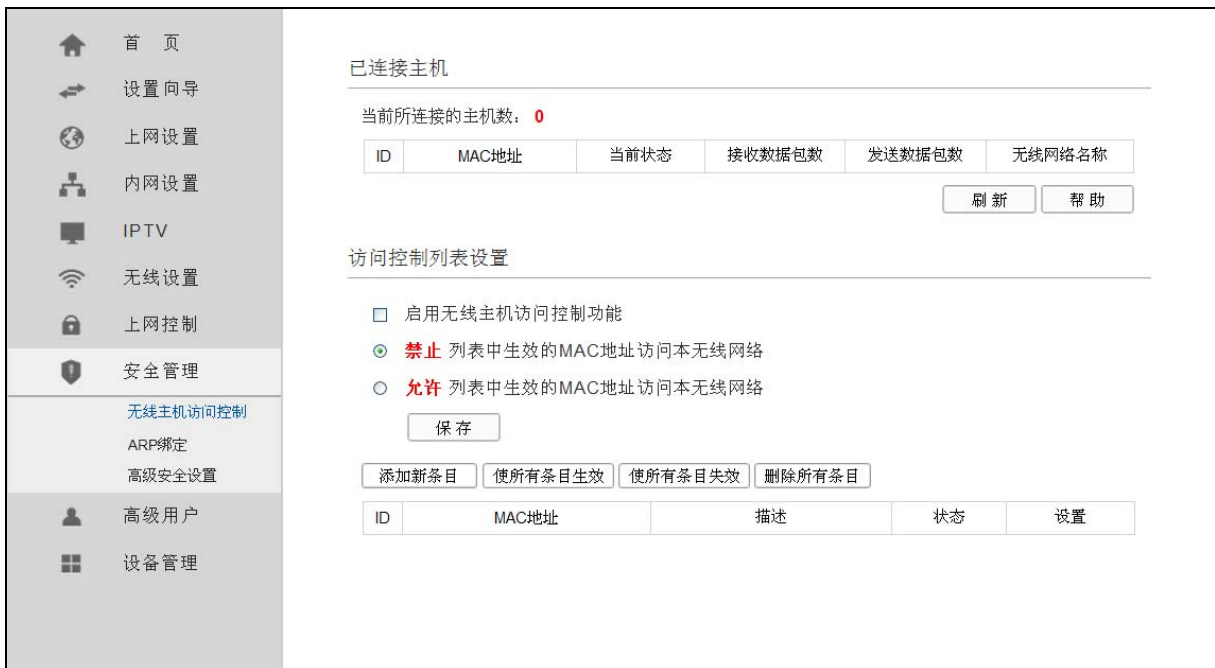 首 页
设置向导
上网设置
内网设置
IPTV
无线设置
上网控制
安全管理
无线主机访问控制
ARP绑定
高级安全设置
高级用户
设备管理
已连接主机
当前所连接的主机数：0
ID MAC地址 当前状态 接收数据包数 发送数据包数 无线网络名称
刷 新 帮 助
访问控制列表设置
启用无线主机访问控制功能
禁止 列表中生效的MAC地址访问本无线网络
允许 列表中生效的MAC地址访问本无线网络
保 存
添加新条目 使所有条目生效 使所有条目失效 删除所有条目
ID MAC地址 描述 状态 设置